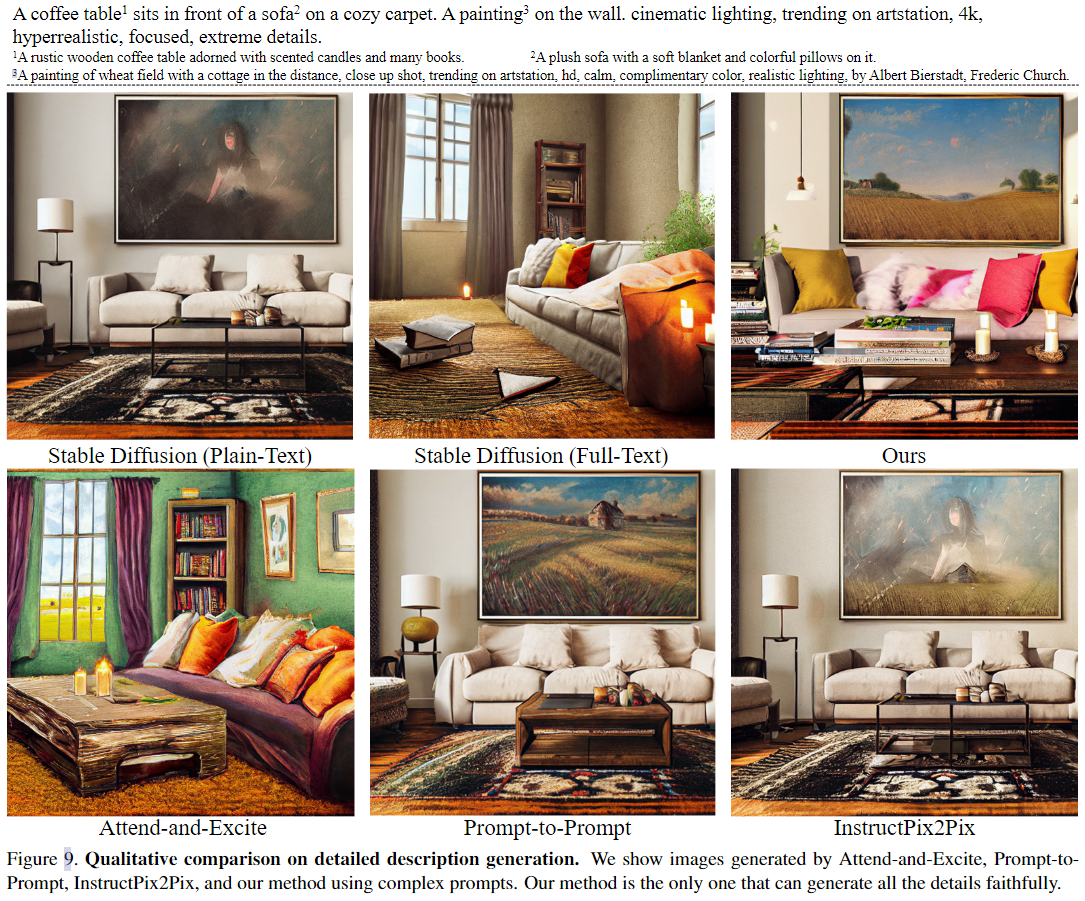 A coffee table¹ sits in front of a sofa² on a cozy carpet. A painting³ on the wall. cinematic lighting, trending on artstation, 4k,
hyperrealistic, focused, extreme details.
¹A rustic wooden coffee table adorned with scented candles and many books. ²A plush sofa with a soft blanket and colorful pillows on it.
³A painting of wheat field with a cottage in the distance, close up shot, trending on artstation, hd, calm, complimentary color, realistic lighting, by Albert Bierstadt, Frederic Church.
Stable Diffusion (Plain-Text) Stable Diffusion (Full-Text) Ours
Attend-and-Excite Prompt-to-Prompt InstructPix2Pix
Figure 9. Qualitative comparison on detailed description generation. We show images generated by Attend-and-Excite, Prompt-to-
Prompt, InstructPix2Pix, and our method using complex prompts. Our method is the only one that can generate all the details faithfully.